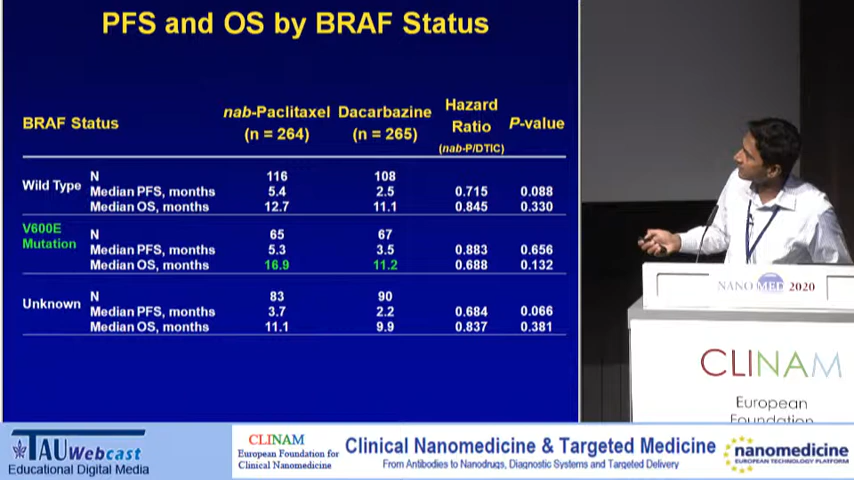 PFS and OS by BRAF Status
BRAF Status nab-Paclitaxel (n = 264) Dacarbazine (n = 265) Hazard Ratio (nab-P/DTIC) P-value
Wild Type
N 116 108
Median PFS, months 5.4 2.5 0.715 0.088
Median OS, months 12.7 11.1 0.845 0.330
V600E Mutation
N 65 67
Median PFS, months 5.3 3.5 0.883 0.656
Median OS, months 16.9 11.2 0.688 0.132
Unknown
N 83 90
Median PFS, months 3.7 2.2 0.684 0.066
Median OS, months 11.1 9.9 0.837 0.381
NANO MED 2020
CLINAM
European
Foundation
TAU Webcast
Educational Digital Media
CLINAM
European Foundation for
Clinical Nanomedicine
Clinical Nanomedicine & Targeted Medicine
From Antibodies to Nanodrugs, Diagnostic Systems and Targeted Delivery
nanomedicine
EUROPEAN TECHNOLOGY PLATFORM